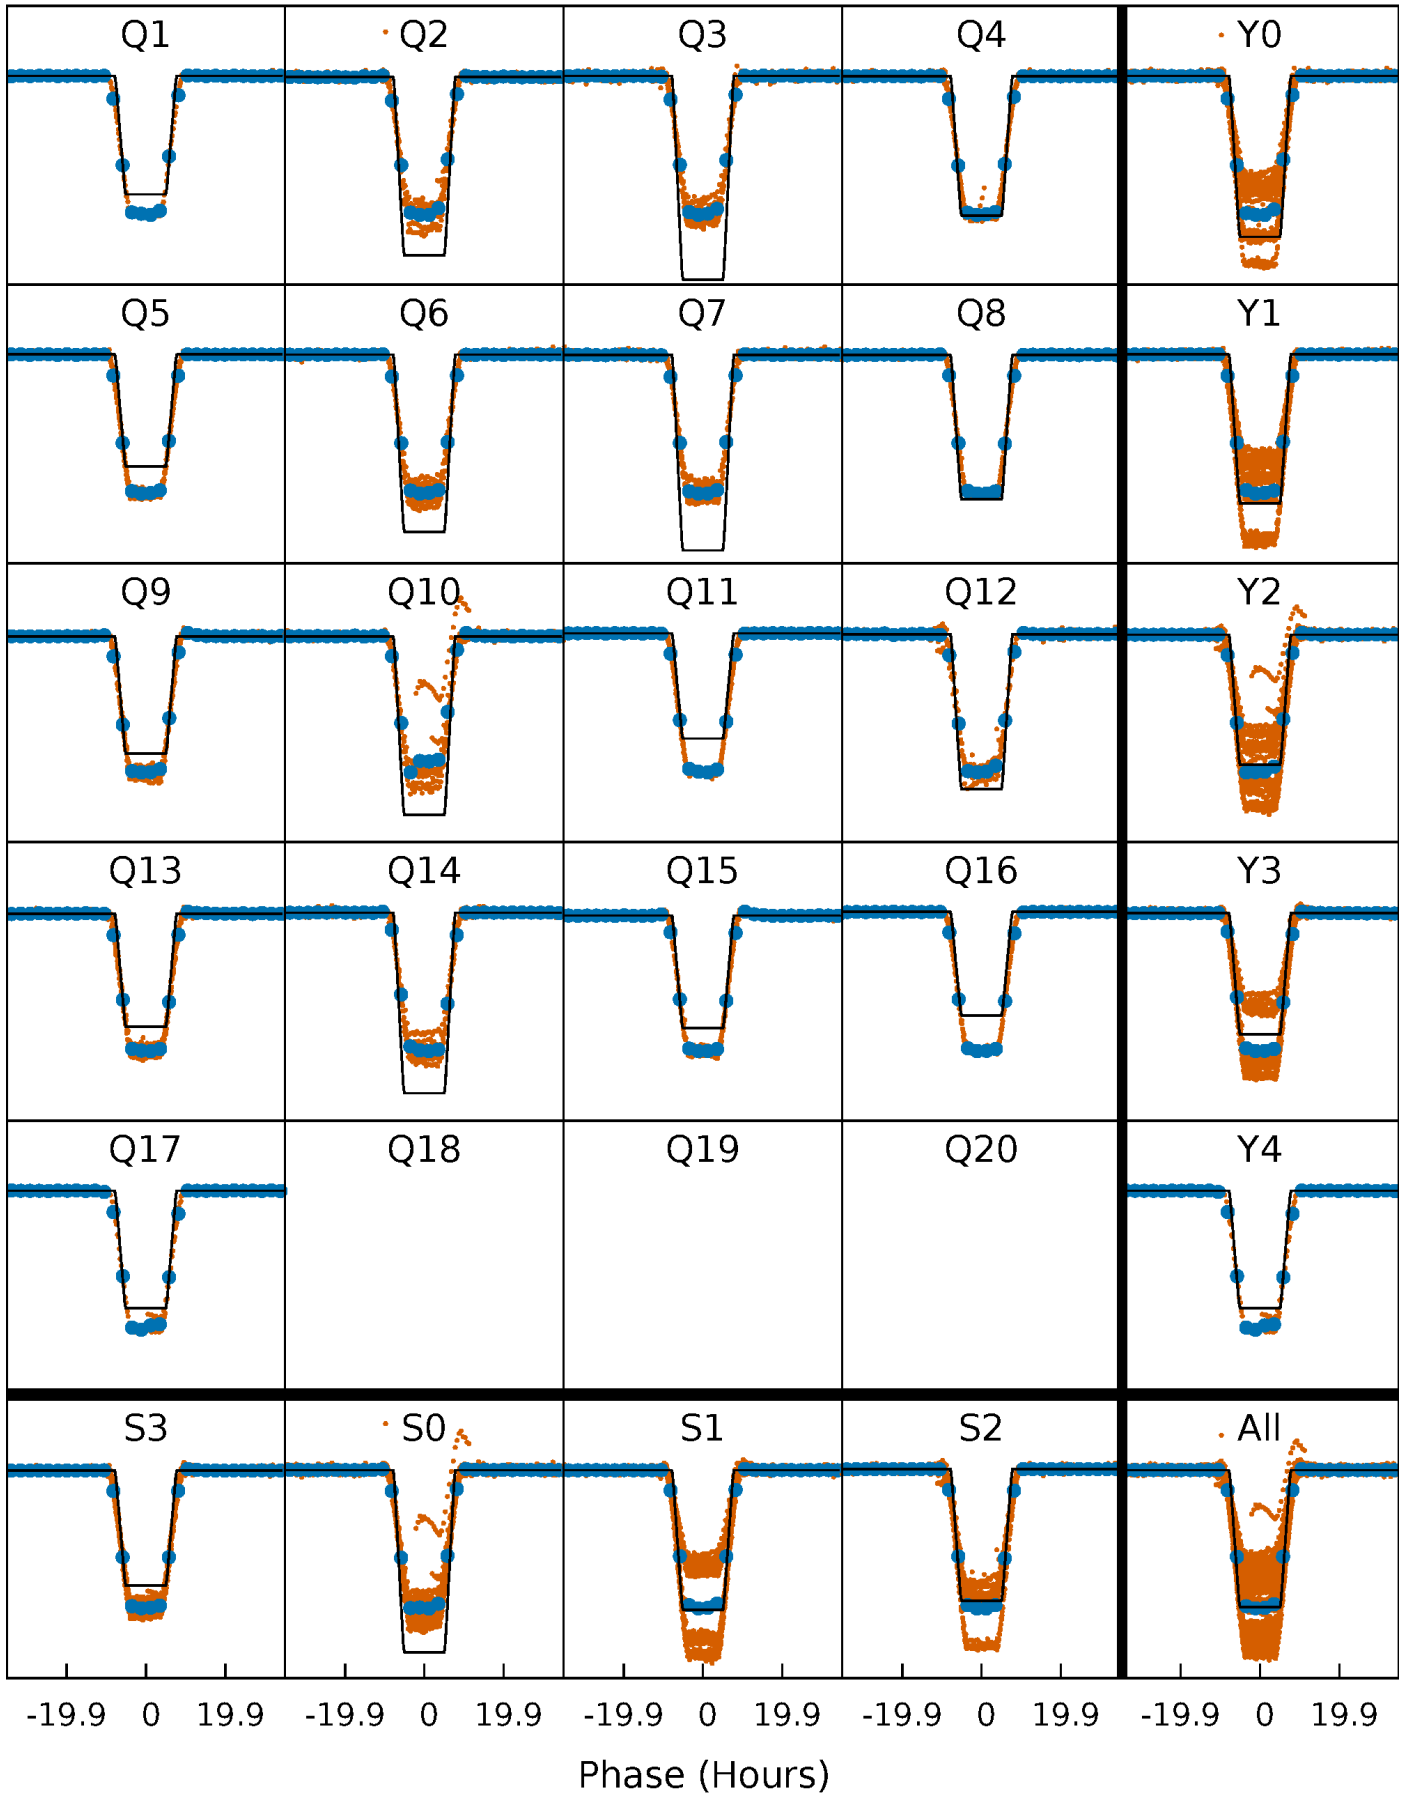 Q1 Q2 Q3 Q4 Y0
Q5 Q6 Q7 Q8 Y1
Q9 Q10 Q11 Q12 Y2
Q13 Q14 Q15 Q16 Y3
Q17 Q18 Q19 Q20 Y4
S3 S0 S1 S2 All
-19.9 0 19.9 -19.9 0 19.9 -19.9 0 19.9 -19.9 0 19.9 -19.9 0 19.9
Phase (Hours)